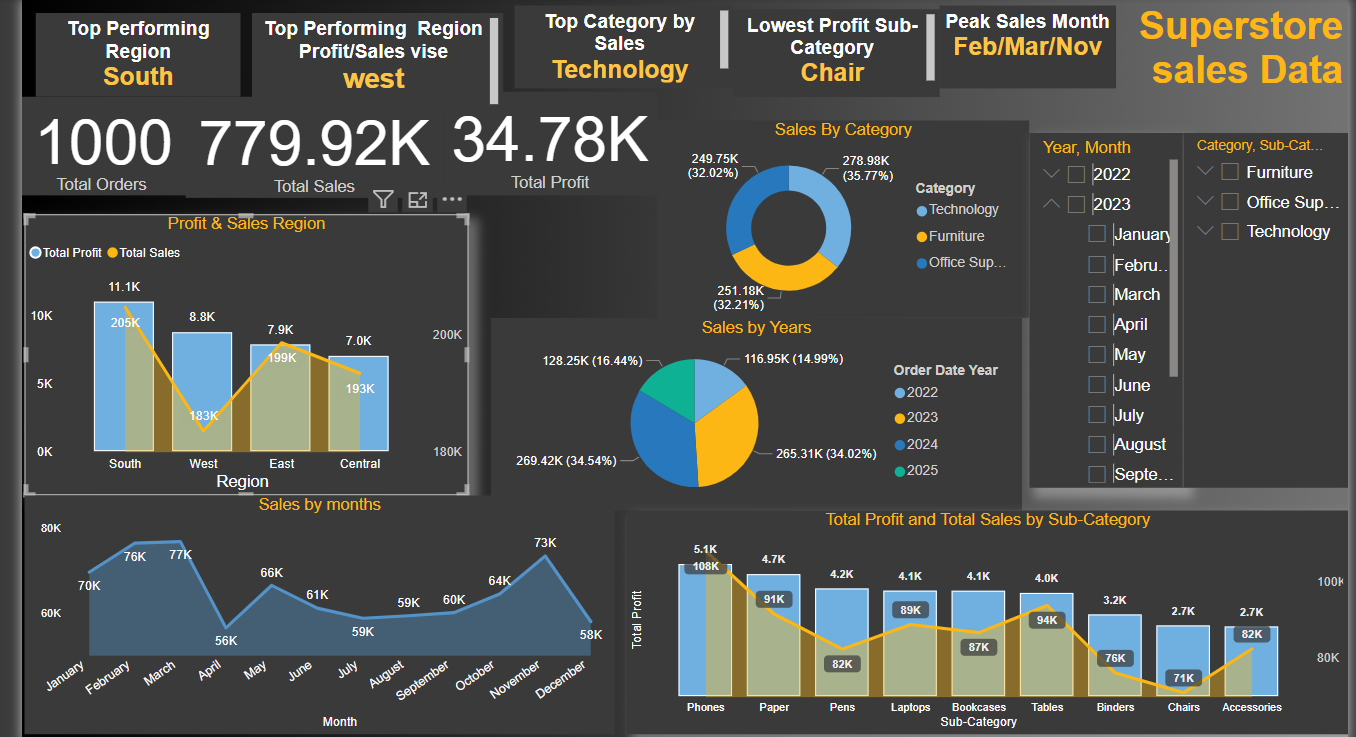 Top Performing
Region
South
Top Performing  Region
Profit/Sales vise
west
Top Category by
Sales
Technology
Lowest Profit Sub-
Category
Chair
Peak Sales Month
Feb/Mar/Nov
Superstore
sales Data
1000
Total Orders
779.92K
Total Sales
34.78K
Total Profit
Profit & Sales Region
Total Profit
Total Sales
11.1K
8.8K
7.9K
7.0K
10K
5K
0K
205K
183K
199K
193K
200K
180K
South
West
East
Central
Region
Sales By Category
249.75K
(32.02%)
278.98K
(35.77%)
251.18K
(32.21%)
Category
Technology
Furniture
Office Sup...
Sales by Years
128.25K (16.44%)
116.95K (14.99%)
269.42K (34.54%)
265.31K (34.02%)
Order Date Year
2022
2023
2024
2025
Year, Month
2022
2023
January
Febru...
March
April
May
June
July
August
Septe...
Category, Sub-Cat...
Furniture
Office Sup...
Technology
Sales by months
80K
60K
70K
76K
77K
56K
66K
61K
59K
59K
60K
64K
73K
58K
January
February
March
April
May
June
July
August
September
October
November
December
Month
Total Profit and Total Sales by Sub-Category
Total Profit
5.1K
4.7K
4.2K
4.1K
4.1K
4.0K
3.2K
2.7K
2.7K
108K
91K
82K
89K
87K
94K
76K
71K
82K
100K
80K
Phones
Paper
Pens
Laptops
Bookcases
Tables
Binders
Chairs
Accessories
Sub-Category